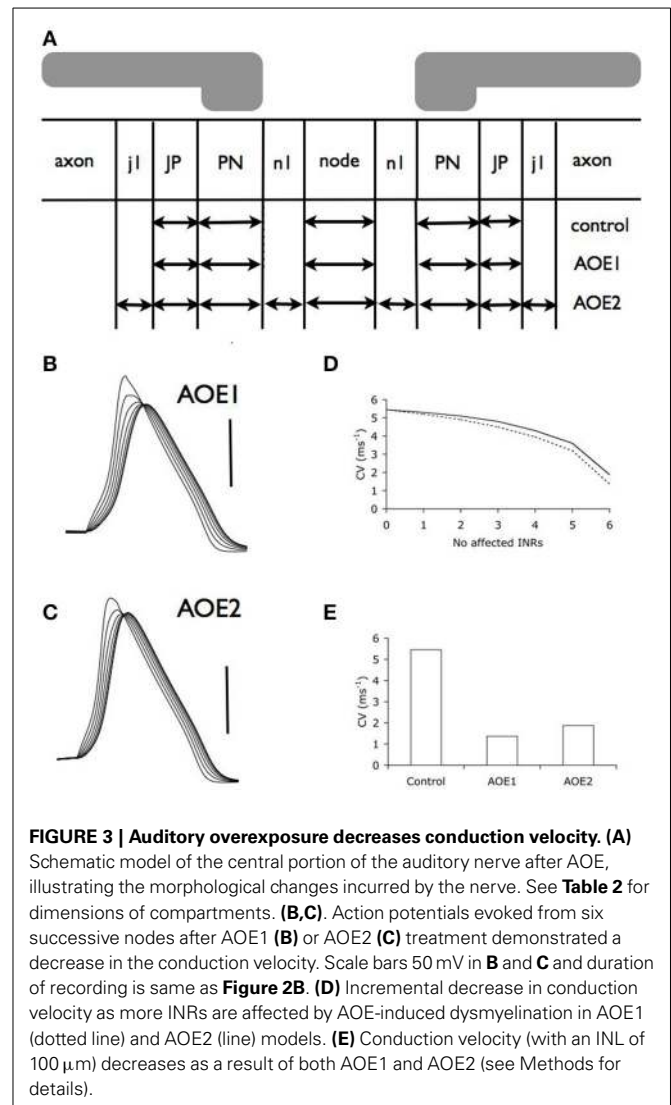 A
axon jl JP PN nl node nl PN JP jl axon
control
AOE1
AOE2
B
AOE1
D
6
5
4
3
2
1
0
CV (ms⁻¹)
0 1 2 3 4 5 6
No affected INRs
C
AOE2
E
6
5
4
3
2
1
0
CV (ms⁻¹)
Control AOE1 AOE2
FIGURE 3 | Auditory overexposure decreases conduction velocity. (A)
Schematic model of the central portion of the auditory nerve after AOE,
illustrating the morphological changes incurred by the nerve. See Table 2 for
dimensions of compartments. (B,C). Action potentials evoked from six
successive nodes after AOE1 (B) or AOE2 (C) treatment demonstrated a
decrease in the conduction velocity. Scale bars 50 mV in B and C and duration
of recording is same as Figure 2B. (D) Incremental decrease in conduction
velocity as more INRs are affected by AOE-induced dysmyelination in AOE1
(dotted line) and AOE2 (line) models. (E) Conduction velocity (with an INL of
100 μm) decreases as a result of both AOE1 and AOE2 (see Methods for
details).